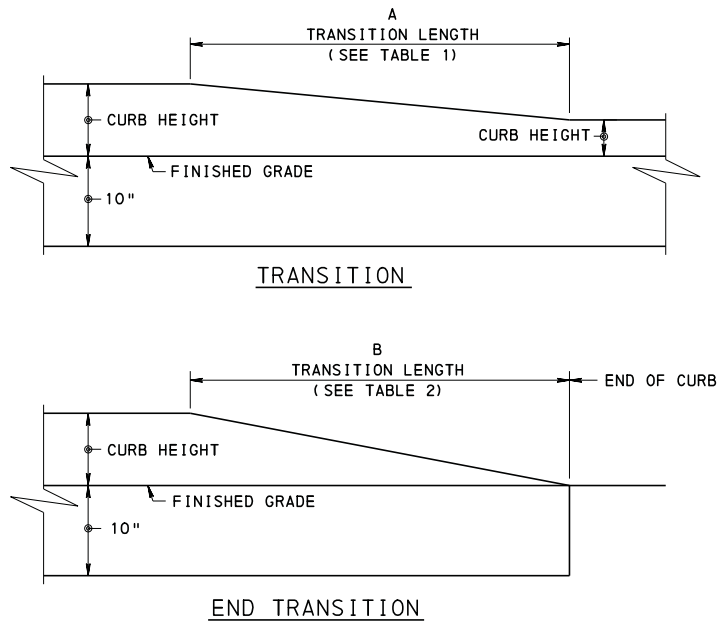 A
TRANSITION LENGTH
(SEE TABLE 1)
CURB HEIGHT
CURB HEIGHT
FINISHED GRADE
10"
TRANSITION
B
TRANSITION LENGTH
(SEE TABLE 2)
END OF CURB
CURB HEIGHT
FINISHED GRADE
10"
END TRANSITION